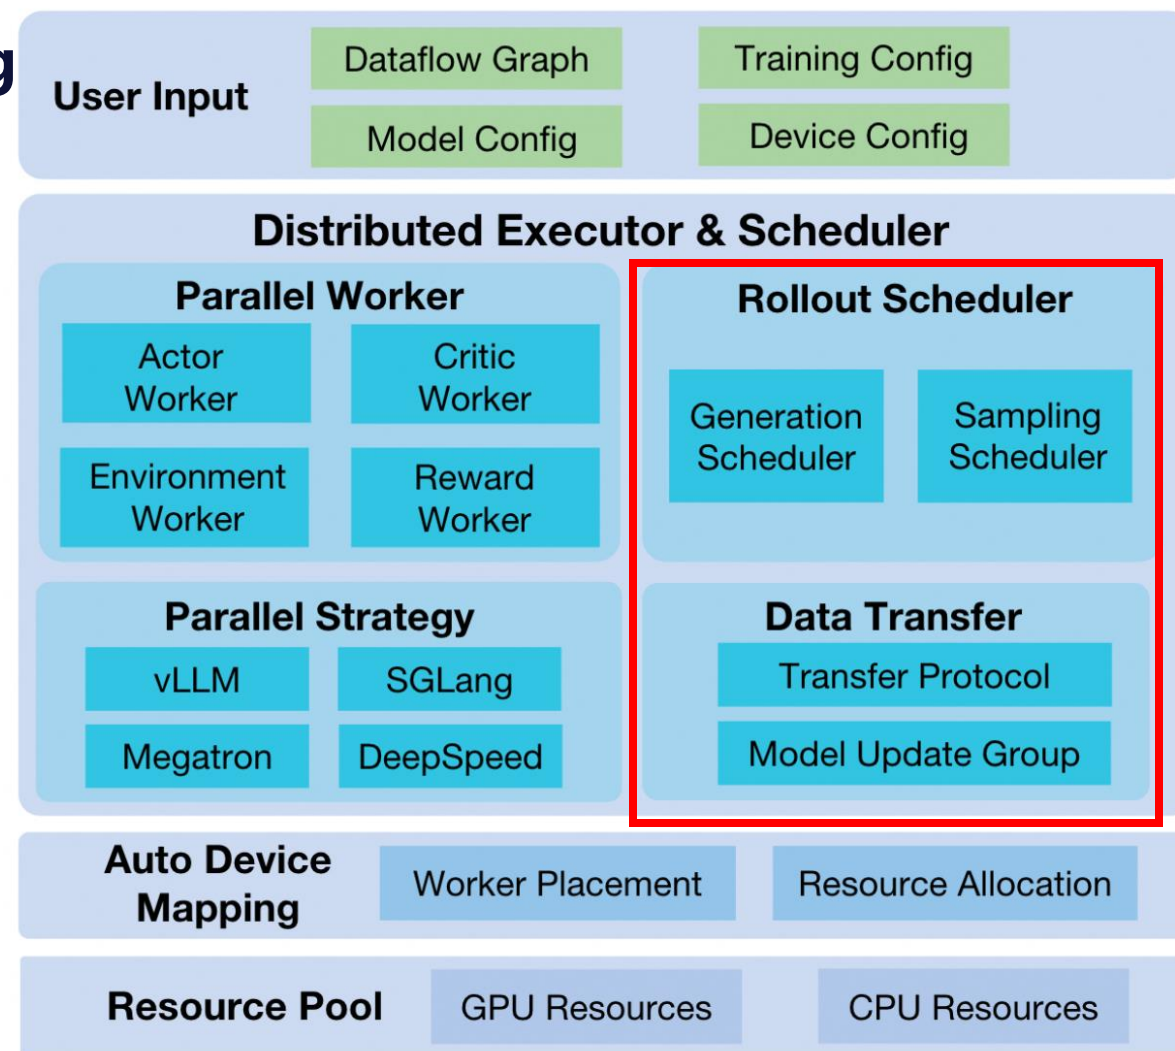 g
User Input
Dataflow Graph
Training Config
Model Config
Device Config
Distributed Executor & Scheduler
Parallel Worker
Actor
Worker
Critic
Worker
Environment
Worker
Reward
Worker
Rollout Scheduler
Generation
Scheduler
Sampling
Scheduler
Parallel Strategy
vLLM
SGLang
Megatron
DeepSpeed
Data Transfer
Transfer Protocol
Model Update Group
Auto Device
Mapping
Worker Placement
Resource Allocation
Resource Pool
GPU Resources
CPU Resources